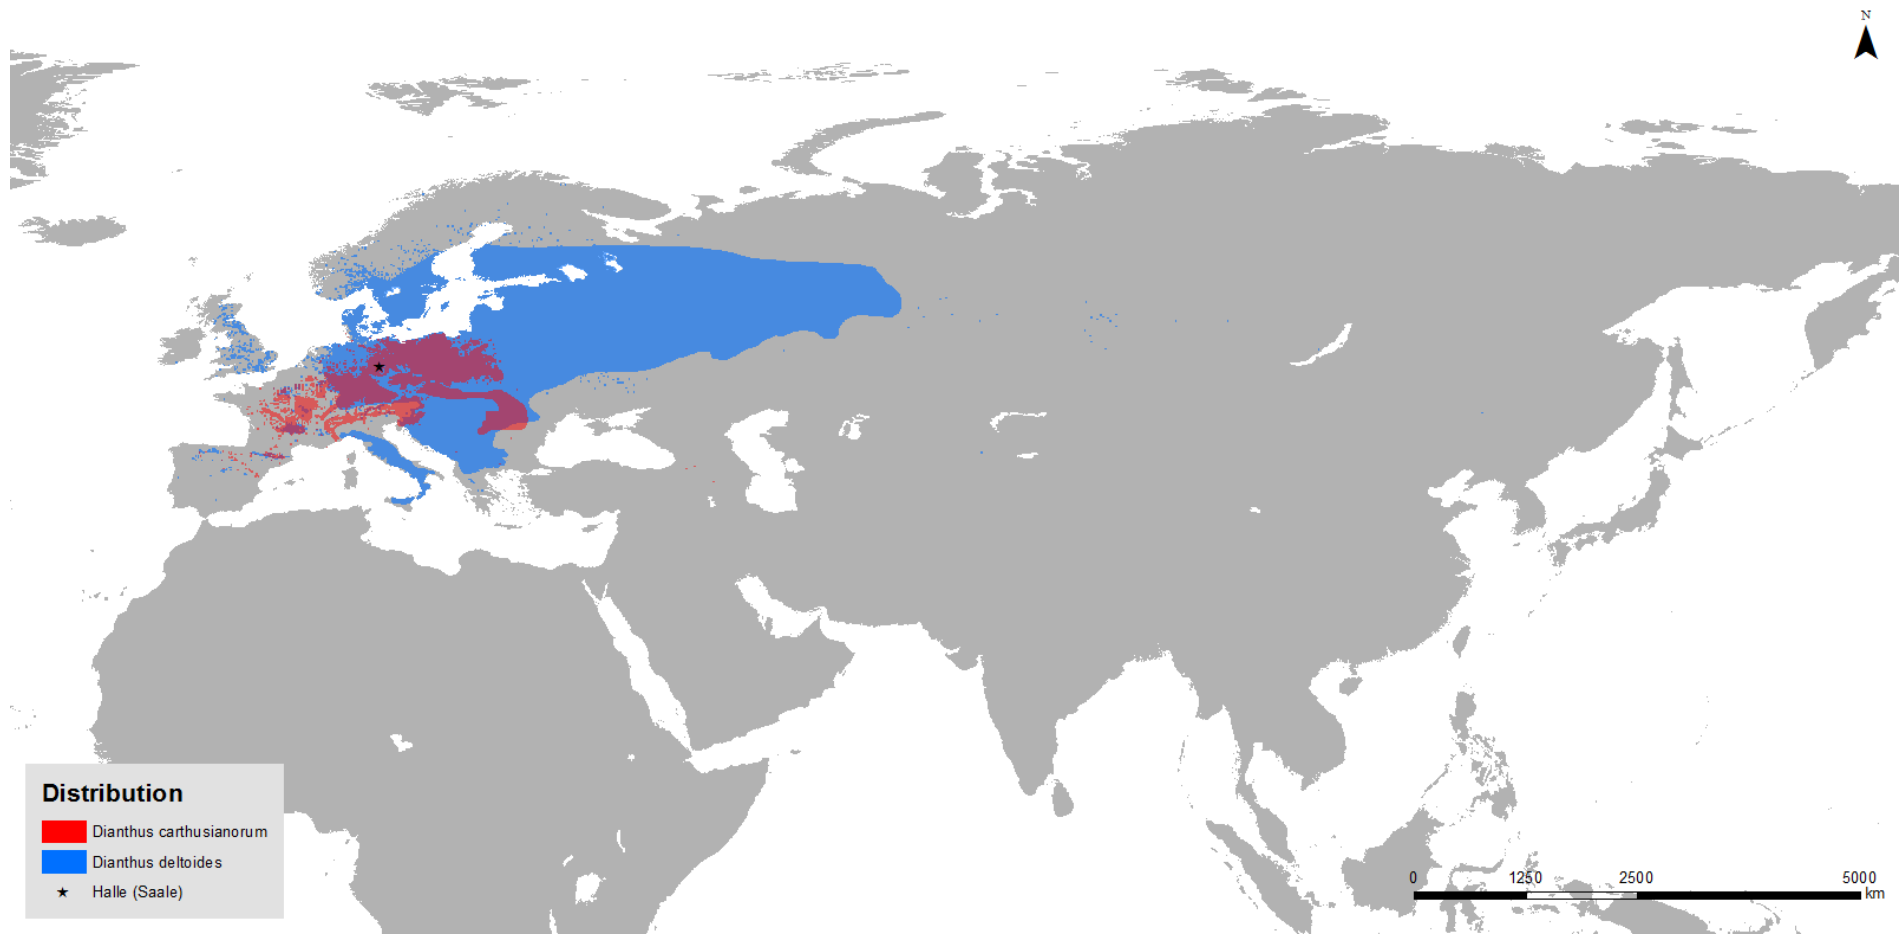 N
Distribution
Dianthus carthusianorum
Dianthus deltoides
Halle (Saale)
0 1250 2500 5000
km